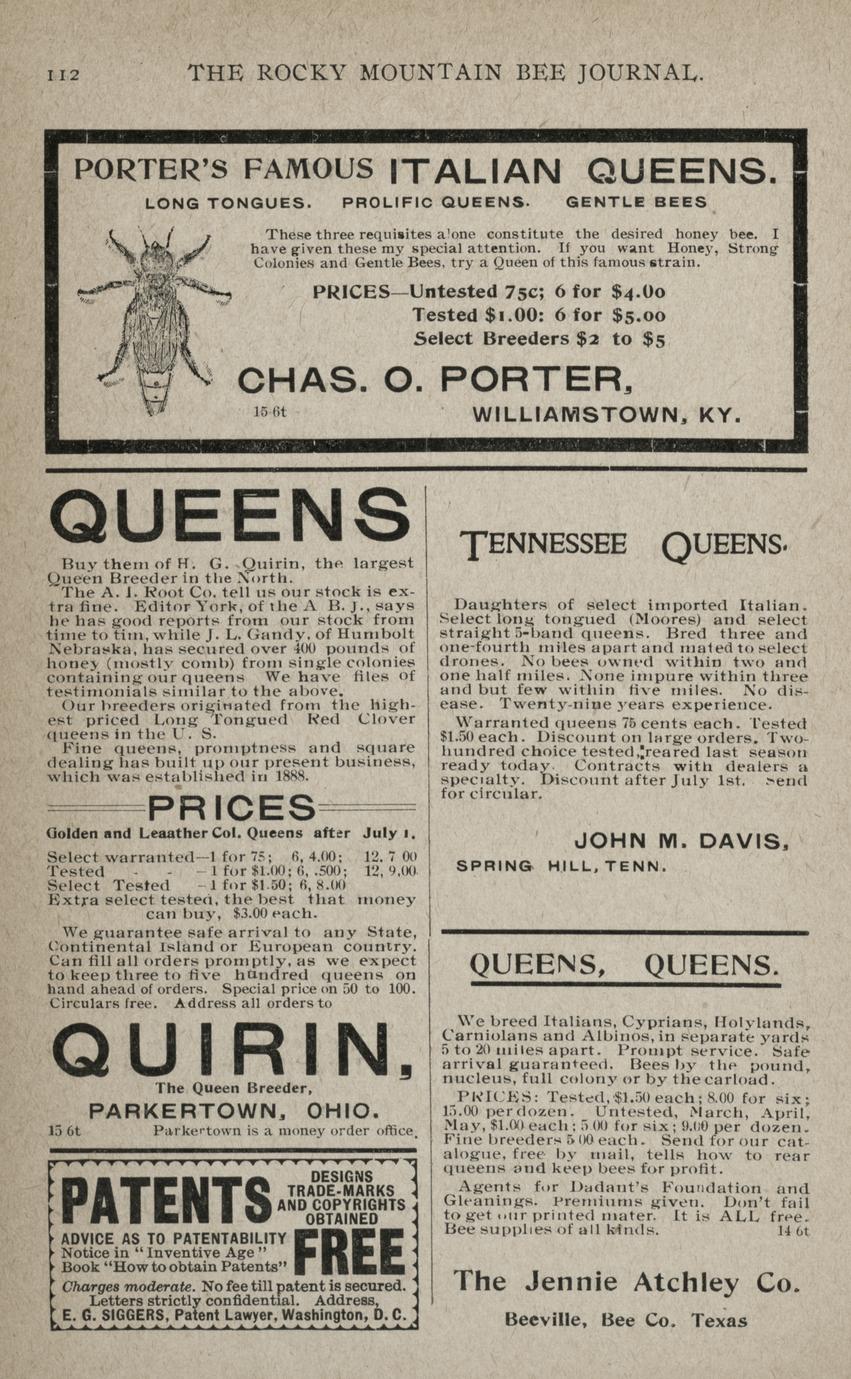 112
THE ROCKY MOUNTAIN BEE JOURNAL.
PORTER'S FAMOUS ITALIAN QUEENS.
LONG TONGUES. PROLIFIC QUEENS. GENTLE BEES
These three requisites alone constitute the desired honey bee. I
have given these my special attention. If you want Honey, Strong
Colonies and Gentle Bees, try a Queen of this famous strain.
PRICES—Untested 75c; 6 for $4.00
Tested $1.00: 6 for $5.00
Select Breeders $2 to $5
CHAS. O. PORTER,
15 6t
WILLIAMSTOWN, KY.
QUEENS
Buy them of H. G. Quirin, the largest
Queen Breeder in the North.
The A. I. Root Co. tell us our stock is ex-
tra fine. Editor York, of the A B. J., says
he has good reports from our stock from
time to tim, while J. L. Gandy, of Humbolt
Nebraska, has secured over 400 pounds of
honey (mostly comb) from single colonies
containing our queens We have files of
testimonials similar to the above.
Our breeders originated from the high-
est priced Long Tongued Red Clover
queens in the U. S.
Fine queens, promptness and square
dealing has built up our present business,
which was established in 1888.
PRICES
Golden and Leaather Col. Queens after July 1.
Select warranted—1 for 75; 6, 4.00; 12. 7 00
Tested - - -1 for $1.00; 6, .500; 12, 9,00
Select Tested -1 for $1.50; 6, 8.00
Extra select tested, the best that money
can buy, $3.00 each.
We guarantee safe arrival to any State,
Continental Island or European country.
Can fill all orders promptly, as we expect
to keep three to five hundred queens on
hand ahead of orders. Special price on 50 to 100.
Circulars free. Address all orders to
QUIRIN,
The Queen Breeder,
PARKERTOWN, OHIO.
15 6t Parkertown is a money order office.
PATENTS
DESIGNS
TRADE-MARKS
AND COPYRIGHTS
OBTAINED
ADVICE AS TO PATENTABILITY
Notice in "Inventive Age"
Book "How to obtain Patents"
FREE
Charges moderate. No fee till patent is secured.
Letters strictly confidential. Address,
E. G. SIGGERS, Patent Lawyer, Washington, D. C.
TENNESSEE QUEENS.
Daughters of select imported Italian.
Select long tongued (Moores) and select
straight 5-band queens. Bred three and
one-fourth miles apart and mated to select
drones. No bees owned within two and
one half miles. None impure within three
and but few within five miles. No dis-
ease. Twenty-nine years experience.
Warranted queens 75 cents each. Tested
$1.50 each. Discount on large orders. Two-
hundred choice tested, reared last season
ready today. Contracts with dealers a
specialty. Discount after July 1st. Send
for circular.
JOHN M. DAVIS,
SPRING HILL, TENN.
QUEENS, QUEENS.
We breed Italians, Cyprians, Holylands,
Carniolans and Albinos, in separate yards
5 to 20 miles apart. Prompt service. Safe
arrival guaranteed. Bees by the pound,
nucleus, full colony or by the carload.
PRICES: Tested, $1.50 each; 8.00 for six;
15.00 per dozen. Untested, March, April,
May, $1.00 each; 5 00 for six; 9.00 per dozen.
Fine breeders 5 00 each. Send for our cat-
alogue, free by mail, tells how to rear
queens and keep bees for profit.
Agents for Dadant's Foundation and
Gleanings. Premiums given. Don't fail
to get our printed mater. It is ALL free.
Bee supplies of all kinds. 14 6t
The Jennie Atchley Co.
Beeville, Bee Co. Texas